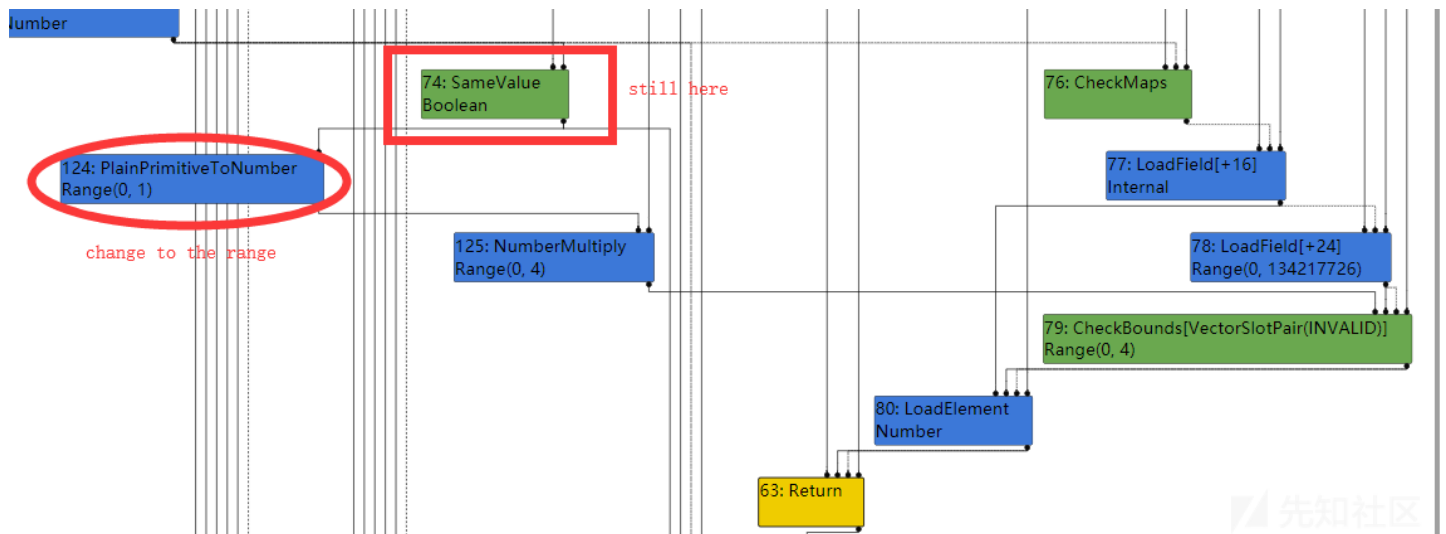 Number
74: SameValue
Boolean
still here
76: CheckMaps
124: PlainPrimitiveToNumber
Range(0, 1)
77: LoadField[+16]
Internal
change to the range
125: NumberMultiply
Range(0, 4)
78: LoadField[+24]
Range(0, 134217726)
79: CheckBounds[VectorSlotPair(INVALID)]
Range(0, 4)
80: LoadElement
Number
63: Return
先知社区